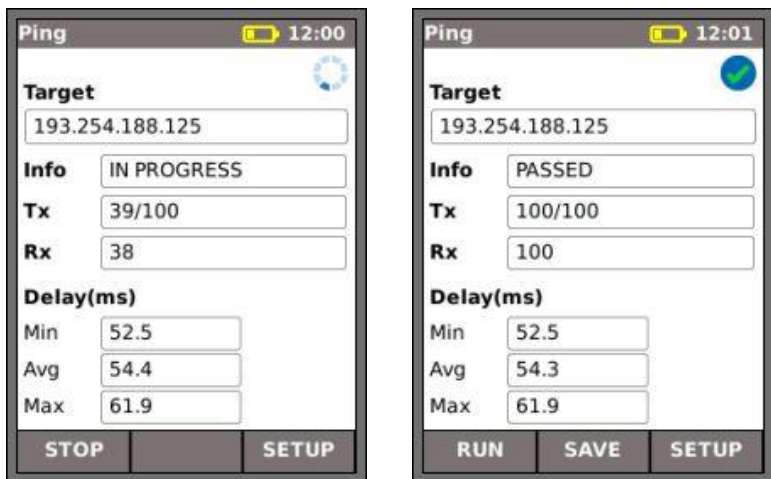 Ping 12:00
Target
193.254.188.125
Info IN PROGRESS
Tx 39/100
Rx 38
Delay(ms)
Min 52.5
Avg 54.4
Max 61.9
STOP SETUP
Ping 12:01
Target
193.254.188.125
Info PASSED
Tx 100/100
Rx 100
Delay(ms)
Min 52.5
Avg 54.3
Max 61.9
RUN SAVE SETUP